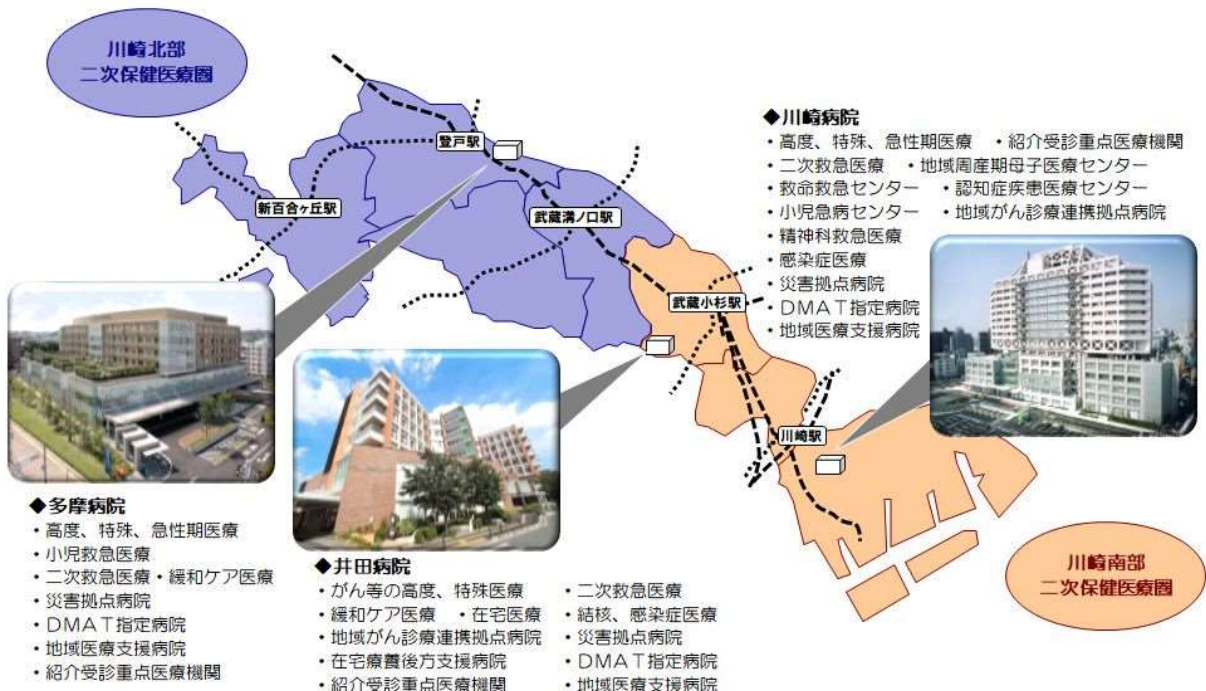 川崎北部
二次保健医療圏
登戸駅
新百合ヶ丘駅
武蔵溝ノ口駅
武蔵小杉駅
川崎駅
◆川崎病院
・高度、特殊、急性期医療 ・紹介受診重点医療機関
・二次救急医療 ・地域周産期母子医療センター
・救命救急センター ・認知症疾患医療センター
・小児急病センター ・地域がん診療連携拠点病院
・精神科救急医療
・感染症医療
・災害拠点病院
・DMAT指定病院
・地域医療支援病院
◆多摩病院
・高度、特殊、急性期医療
・小児救急医療
・二次救急医療・緩和ケア医療
・災害拠点病院
・DMAT指定病院
・地域医療支援病院
・紹介受診重点医療機関
◆井田病院
・がん等の高度、特殊医療 ・二次救急医療
・緩和ケア医療 ・在宅医療 ・結核、感染症医療
・地域がん診療連携拠点病院 ・災害拠点病院
・在宅療養後方支援病院 ・DMAT指定病院
・紹介受診重点医療機関 ・地域医療支援病院
川崎南部
二次保健医療圏